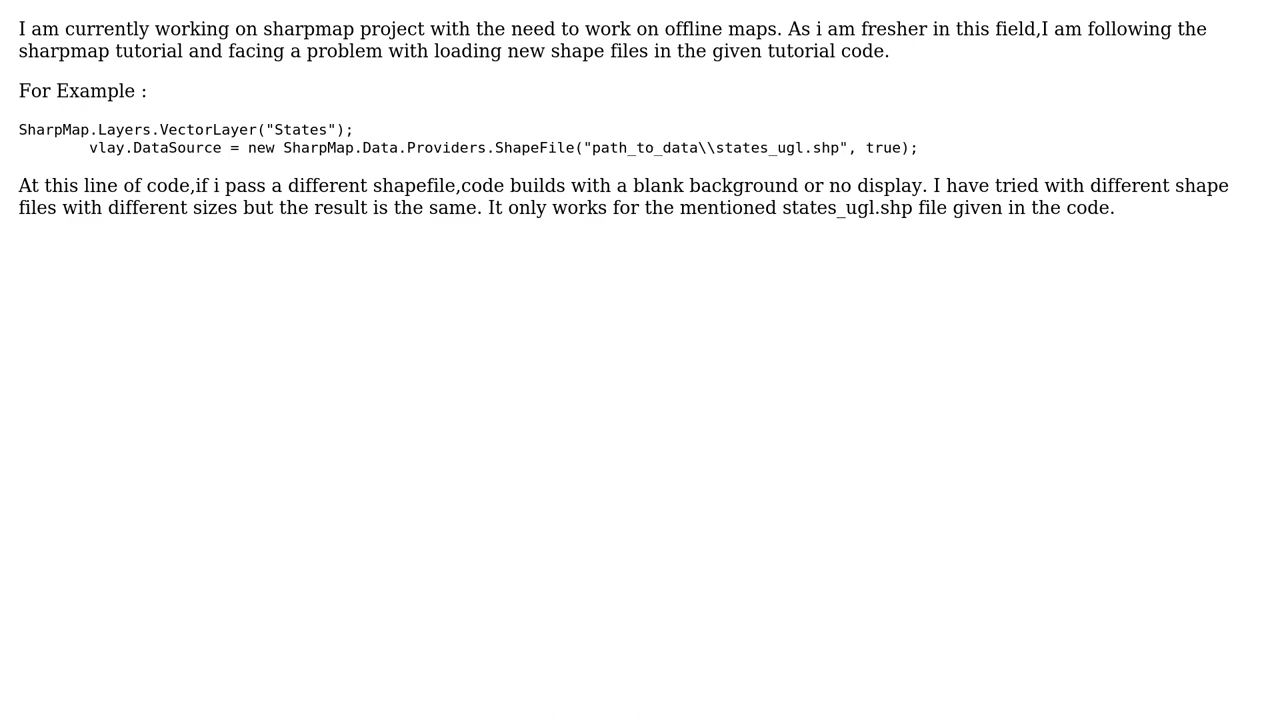 I am currently working on sharpmap project with the need to work on offline maps. As i am fresher in this field,I am following the
sharpmap tutorial and facing a problem with loading new shape files in the given tutorial code.
For Example :
SharpMap.Layers.VectorLayer("States");
        vlay.DataSource = new SharpMap.Data.Providers.ShapeFile("path_to_data\\states_ugl.shp", true);
At this line of code,if i pass a different shapefile,code builds with a blank background or no display. I have tried with different shape
files with different sizes but the result is the same. It only works for the mentioned states_ugl.shp file given in the code.